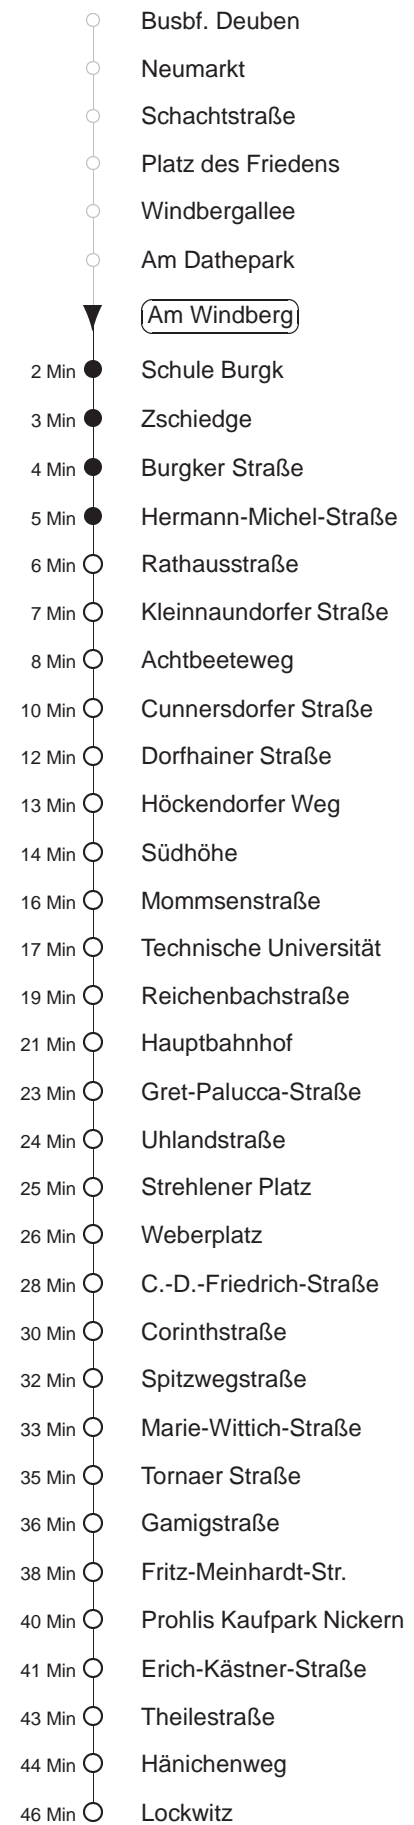 Busbf. Deuben
Neumarkt
Schachtstraße
Platz des Friedens
Windbergallee
Am Dathepark
Am Windberg
2 Min Schule Burgk
3 Min Zschiedge
4 Min Burgker Straße
5 Min Hermann-Michel-Straße
6 Min Rathausstraße
7 Min Kleinnaundorfer Straße
8 Min Achtbeeteweg
10 Min Cunnersdorfer Straße
12 Min Dorfhainer Straße
13 Min Höckendorfer Weg
14 Min Südhöhe
16 Min Mommsenstraße
17 Min Technische Universität
19 Min Reichenbachstraße
21 Min Hauptbahnhof
23 Min Gret-Palucca-Straße
24 Min Uhlandstraße
25 Min Strehlener Platz
26 Min Weberplatz
28 Min C.-D.-Friedrich-Straße
30 Min Corinthstraße
32 Min Spitzwegstraße
33 Min Marie-Wittich-Straße
35 Min Tornaer Straße
36 Min Gamigstraße
38 Min Fritz-Meinhardt-Str.
40 Min Prohlis Kaufpark Nickern
41 Min Erich-Kästner-Straße
43 Min Theilestraße
44 Min Hänichenweg
46 Min Lockwitz